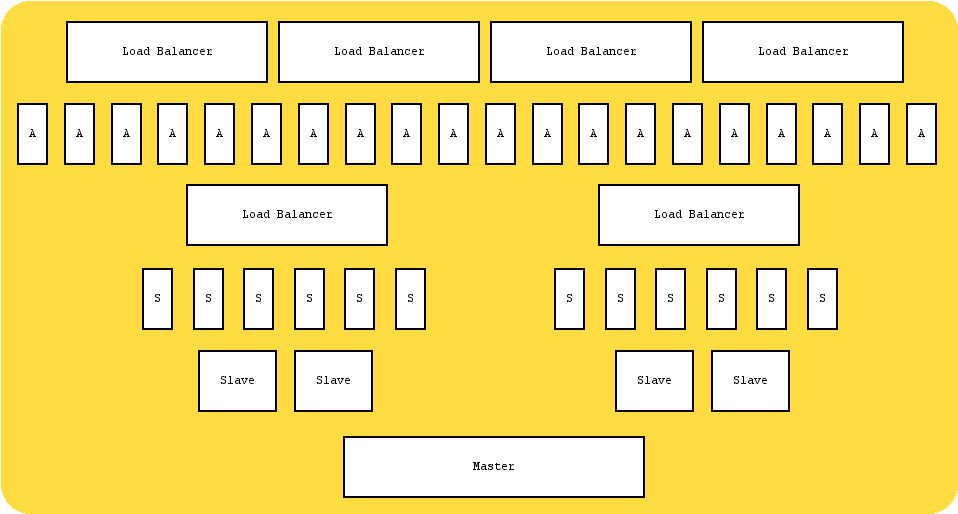 Load Balancer Load Balancer Load Balancer Load Balancer
A A A A A A A A A A A A A A A A A A A A
Load Balancer Load Balancer
S S S S S S S S S S S S
Slave Slave Slave Slave
Master